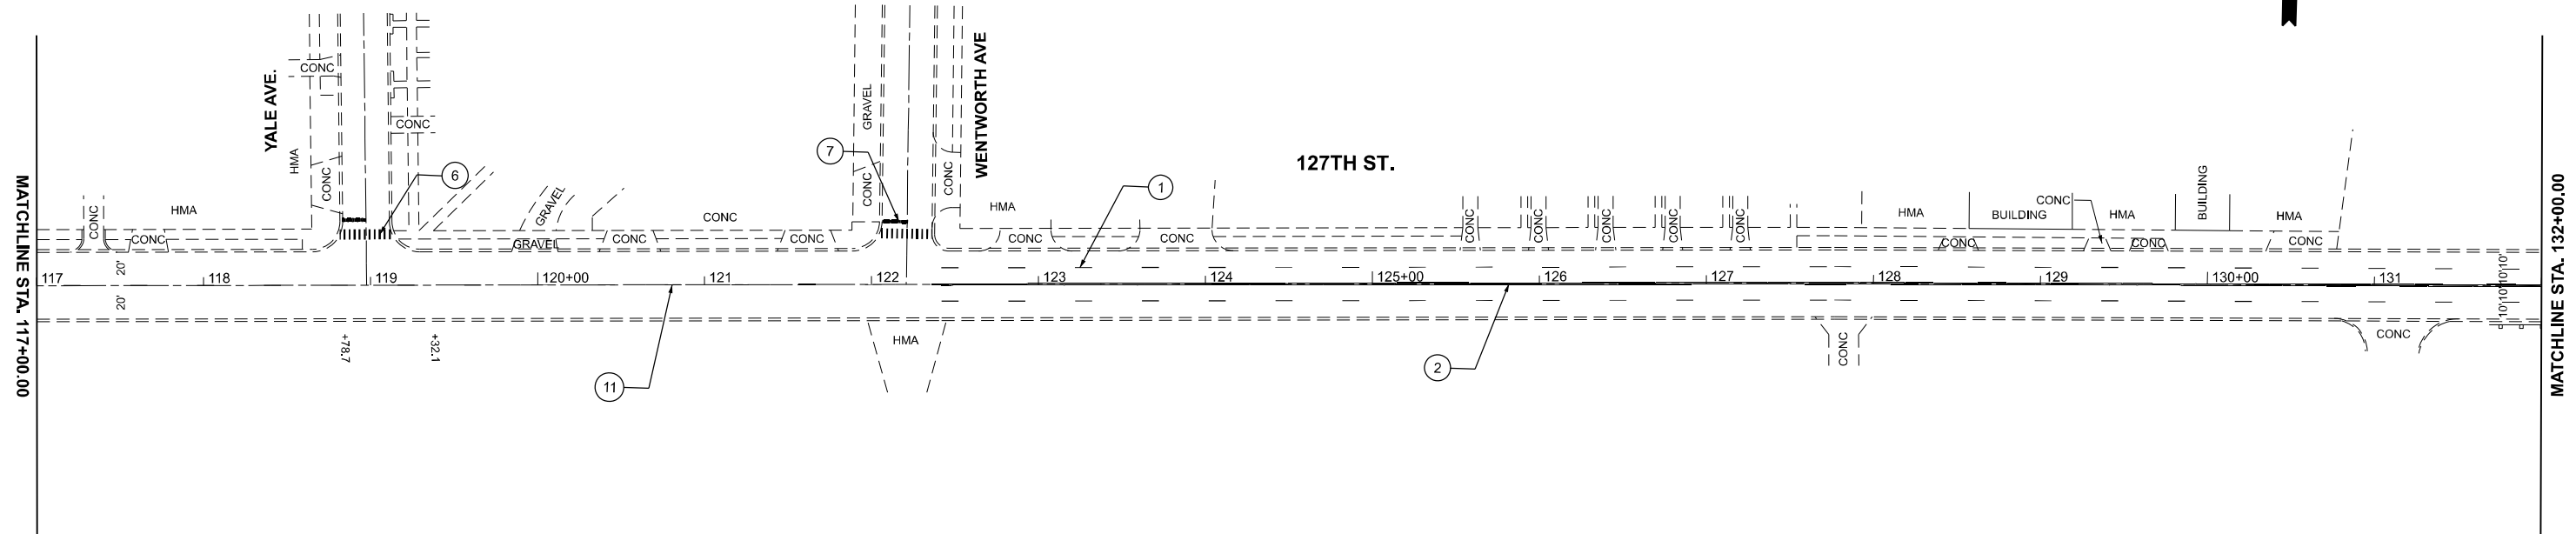 MATCHLINE STA. 117+00.00
YALE AVE.
WENTWORTH AVE
127TH ST.
MATCHLINE STA. 132+00.00
CONC
CONC
HMA
CONC
GRAVEL
CONC
CONC
6
7
1
CONC
CONC
HMA
GRAVEL
GRAVEL
CONC
CONC
CONC
HMA
CONC
CONC
CONC
CONC
CONC
CONC
CONC
HMA
BUILDING
CONC
HMA
BUILDING
HMA
CONC
CONC
CONC
20'
20'
117
118
119
120+00
121
122
123
124
125+00
126
127
128
129
130+00
131
10'10'10'10'
+78.7
+32.1
11
HMA
2
CONC
CONC